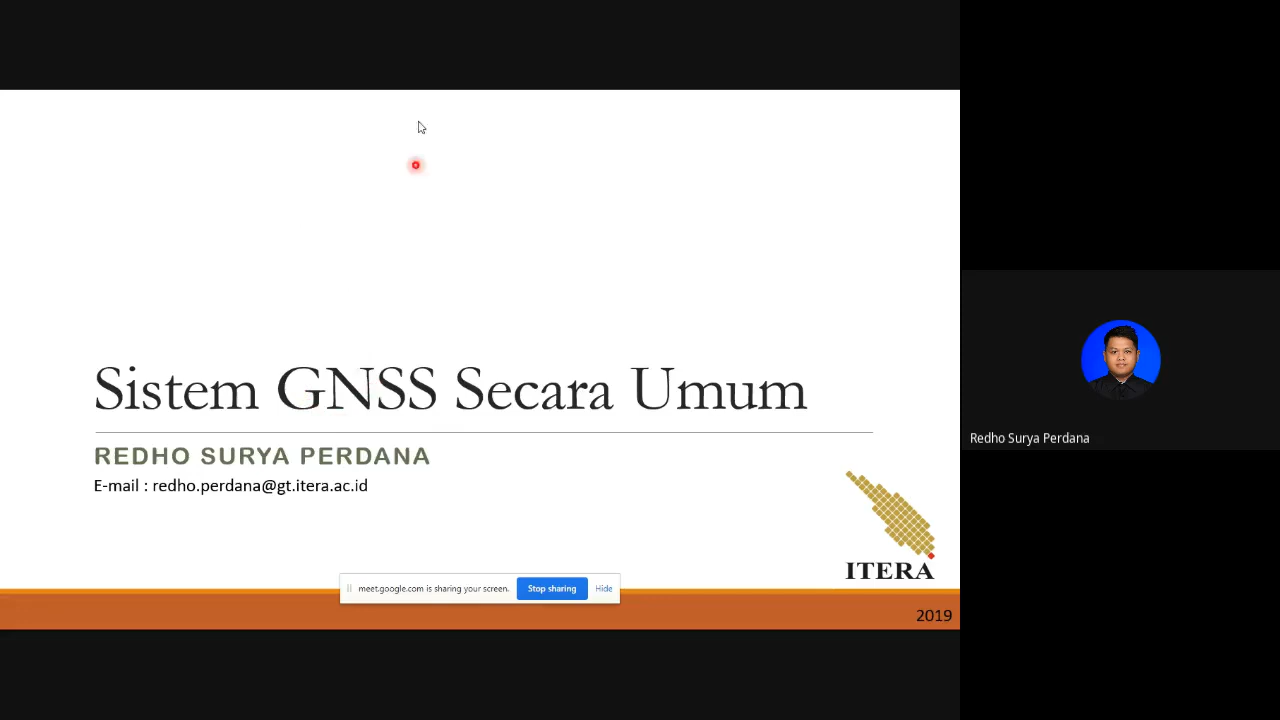 Sistem GNSS Secara Umum
REDHO SURYA PERDANA
E-mail : redho.perdana@gt.itera.ac.id
Redho Surya Perdana
ITERA
meet.google.com is sharing your screen.
Stop sharing
Hide
2019